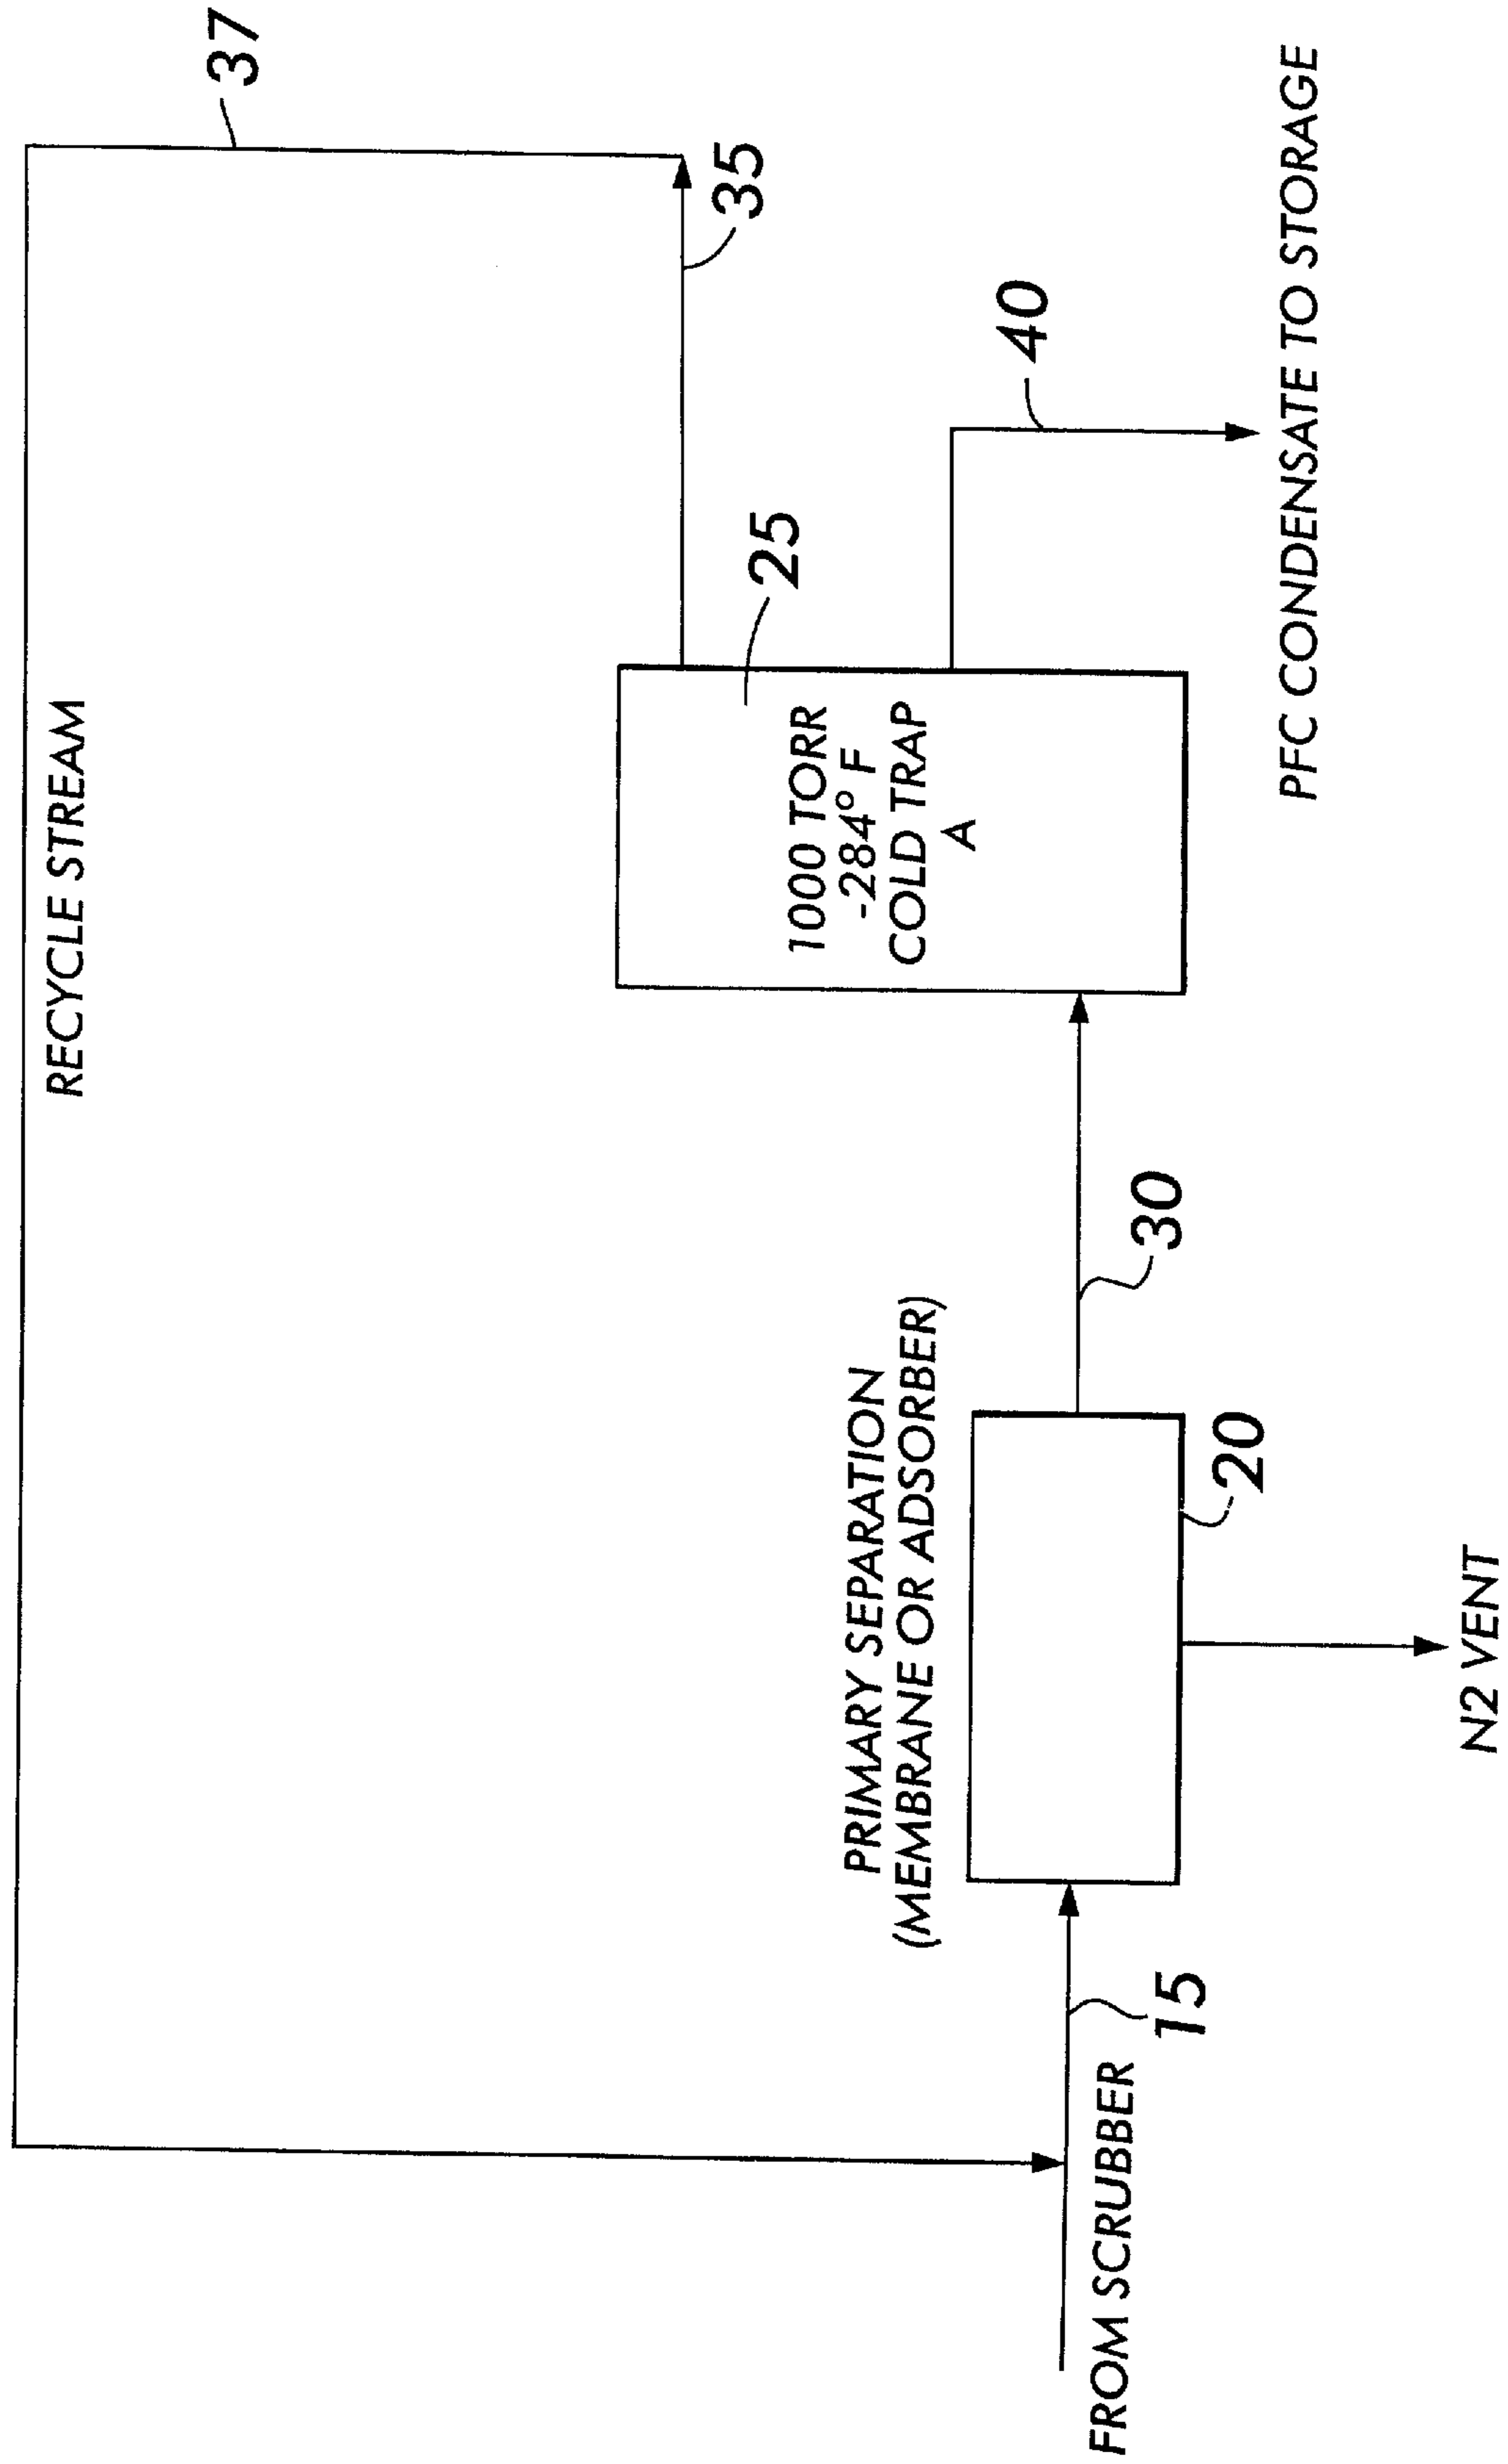 RECYCLE STREAM
37
35
25
1000 TORR
-284° F
COLD TRAP
A
40
PFC CONDENSATE TO STORAGE
PRIMARY SEPARATION
(MEMBRANE OR ADSORBER)
30
20
N2 VENT
15
FROM SCRUBBER